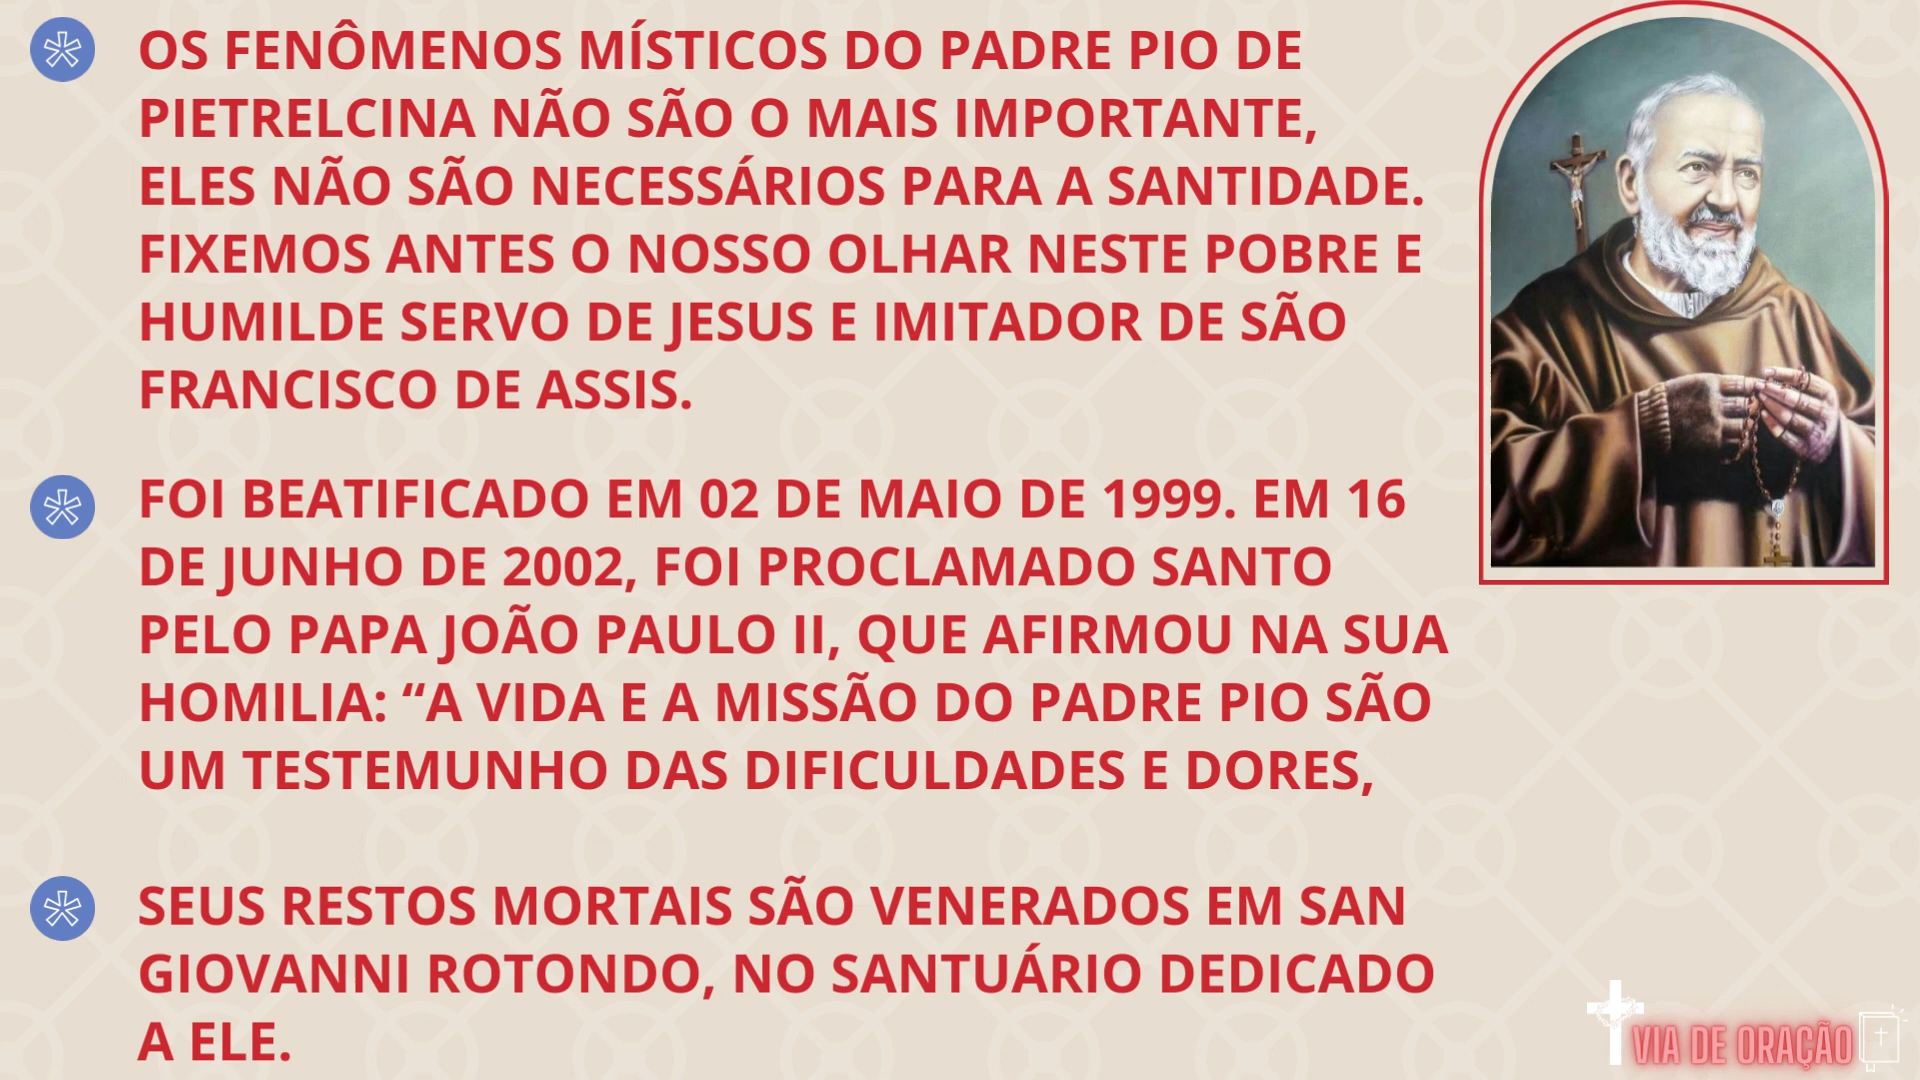 OS FENÔMENOS MÍSTICOS DO PADRE PIO DE
PIETRELCINA NÃO SÃO O MAIS IMPORTANTE,
ELES NÃO SÃO NECESSÁRIOS PARA A SANTIDADE.
FIXEMOS ANTES O NOSSO OLHAR NESTE POBRE E
HUMILDE SERVO DE JESUS E IMITADOR DE SÃO
FRANCISCO DE ASSIS.
FOI BEATIFICADO EM 02 DE MAIO DE 1999. EM 16
DE JUNHO DE 2002, FOI PROCLAMADO SANTO
PELO PAPA JOÃO PAULO II, QUE AFIRMOU NA SUA
HOMILIA: “A VIDA E A MISSÃO DO PADRE PIO SÃO
UM TESTEMUNHO DAS DIFICULDADES E DORES,
SEUS RESTOS MORTAIS SÃO VENERADOS EM SAN
GIOVANNI ROTONDO, NO SANTUÁRIO DEDICADO
A ELE.
VIA DE ORAÇÃO